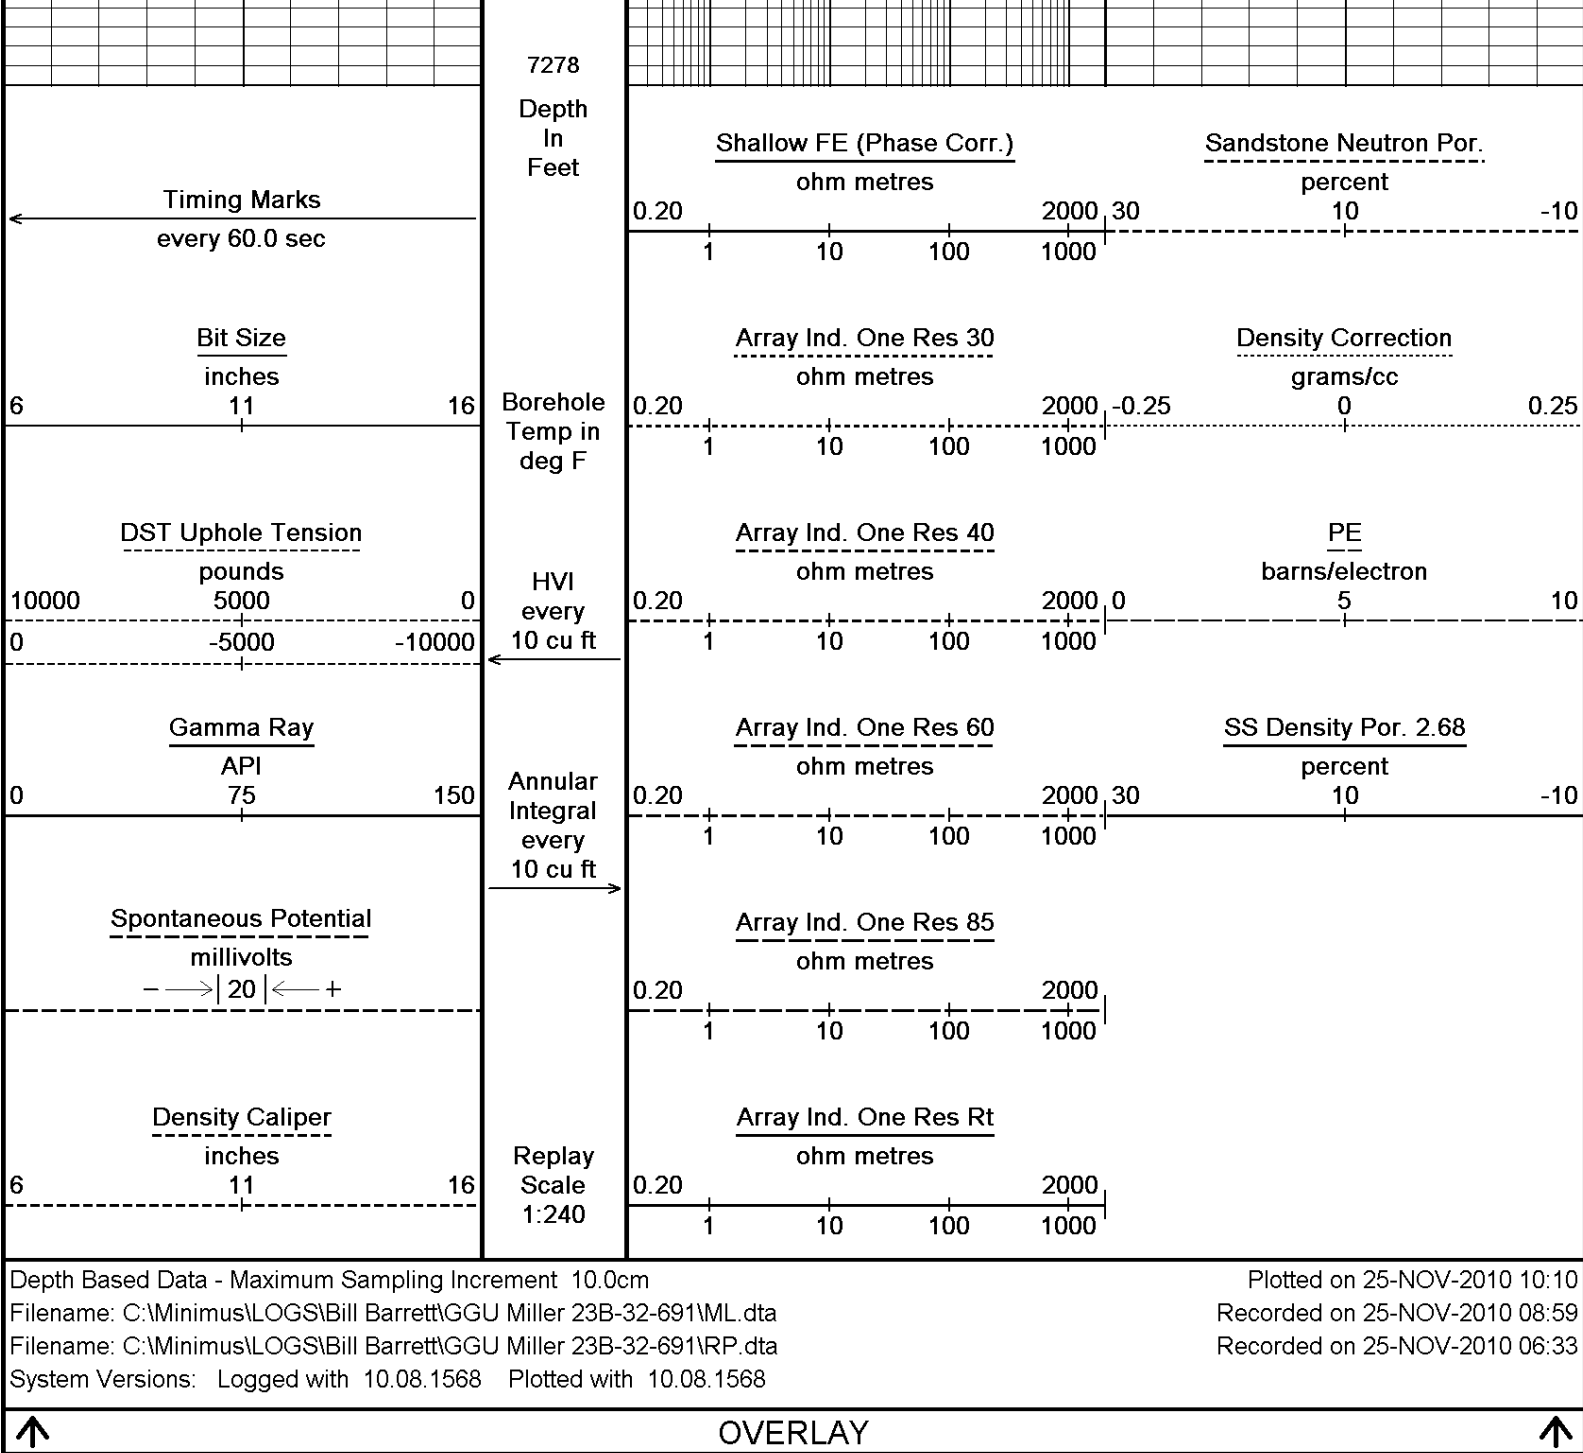 7278
Depth
In
Feet
Timing Marks
every 60.0 sec
Bit Size
inches
6 11 16
DST Uphole Tension
pounds
10000 5000 0
0 -5000 -10000
Gamma Ray
API
0 75 150
Spontaneous Potential
millivolts
− 20 +
Density Caliper
inches
6 11 16
Borehole
Temp in
deg F
HVI
every
10 cu ft
Annular
Integral
every
10 cu ft
Replay
Scale
1:240
Shallow FE (Phase Corr.)
ohm metres
0.20 2000
1 10 100 1000
Array Ind. One Res 30
ohm metres
0.20 2000
1 10 100 1000
Array Ind. One Res 40
ohm metres
0.20 2000
1 10 100 1000
Array Ind. One Res 60
ohm metres
0.20 2000
1 10 100 1000
Array Ind. One Res 85
ohm metres
0.20 2000
1 10 100 1000
Array Ind. One Res Rt
ohm metres
0.20 2000
1 10 100 1000
Sandstone Neutron Por.
percent
30 10 -10
Density Correction
grams/cc
-0.25 0 0.25
PE
barns/electron
0 5 10
SS Density Por. 2.68
percent
30 10 -10
Depth Based Data - Maximum Sampling Increment 10.0cm Plotted on 25-NOV-2010 10:10
Filename: C:\Minimus\LOGS\Bill Barrett\GGU Miller 23B-32-691\ML.dta Recorded on 25-NOV-2010 08:59
Filename: C:\Minimus\LOGS\Bill Barrett\GGU Miller 23B-32-691\RP.dta Recorded on 25-NOV-2010 06:33
System Versions: Logged with 10.08.1568 Plotted with 10.08.1568
OVERLAY